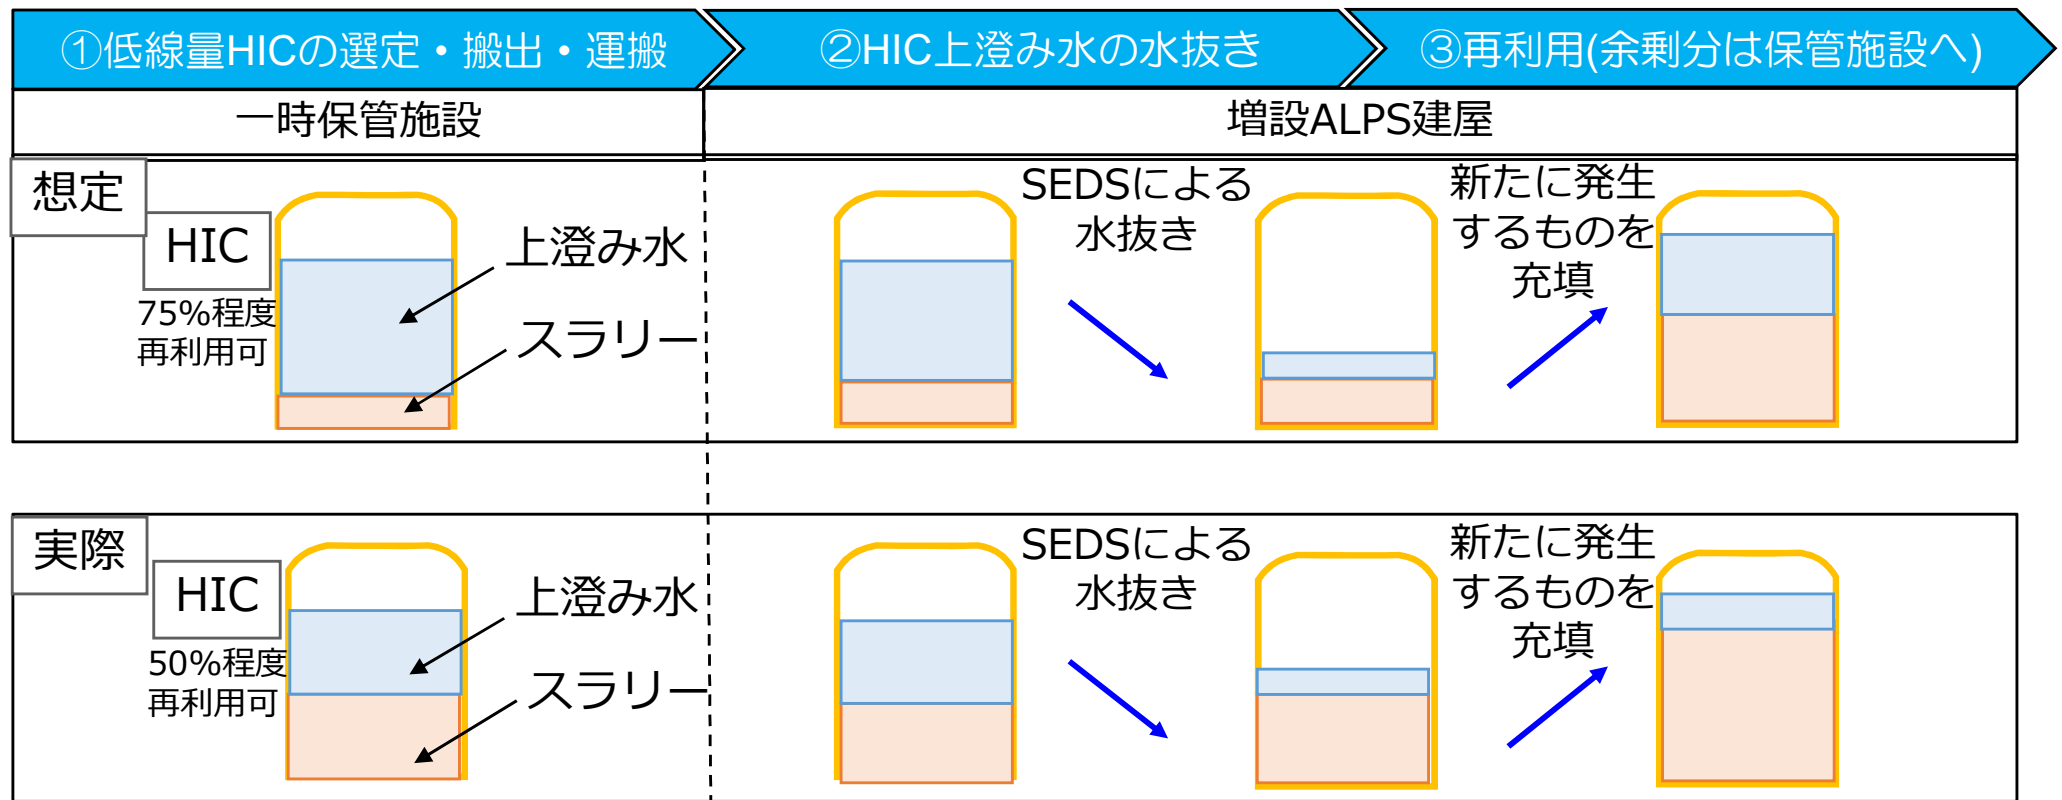 ①低線量HICの選定・搬出・運搬
②HIC上澄み水の水抜き
③再利用(余剰分は保管施設へ)
一時保管施設
増設ALPS建屋
想定
HIC
75%程度
再利用可
上澄み水
スラリー
SEDSによる
水抜き
新たに発生
するものを
充填
実際
HIC
50%程度
再利用可
上澄み水
スラリー
SEDSによる
水抜き
新たに発生
するものを
充填